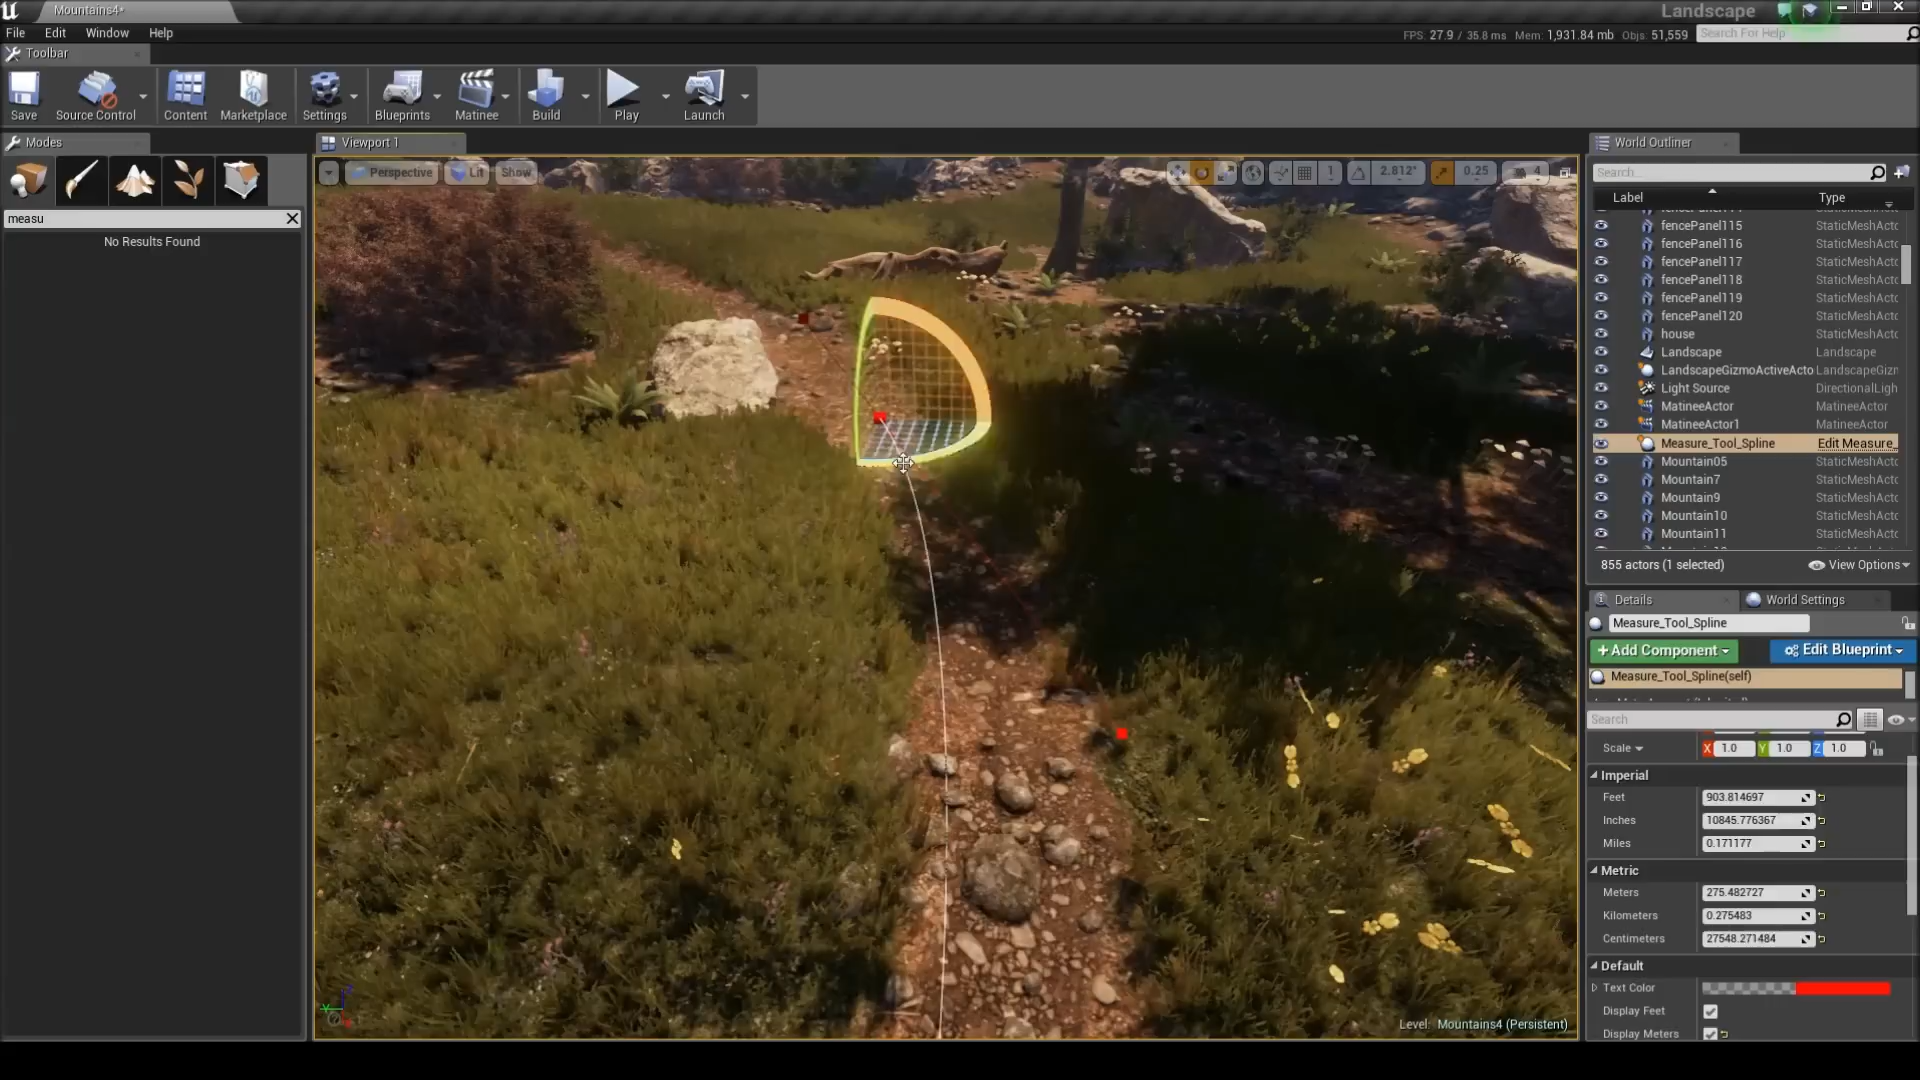 Mountains4*
Landscape
File Edit Window Help
FPS: 27.9 / 35.8 ms Mem: 1,931.84 mb Objs: 51,559
Search For Help
Toolbar
Save
Source Control
Content
Marketplace
Settings
Blueprints
Matinee
Build
Play
Launch
Modes
measu
No Results Found
Viewport 1
Perspective
Lit
Show
1
2.812°
0.25
4
Level: Mountains4 (Persistent)
World Outliner
Search...
Label Type
fencePanel115 StaticMeshActo
fencePanel116 StaticMeshActo
fencePanel117 StaticMeshActo
fencePanel118 StaticMeshActo
fencePanel119 StaticMeshActo
fencePanel120 StaticMeshActo
house StaticMeshActo
Landscape Landscape
LandscapeGizmoActiveActo LandscapeGizn
Light Source DirectionalLigh
MatineeActor MatineeActor
MatineeActor1 MatineeActor
Measure_Tool_Spline Edit Measure_
Mountain05 StaticMeshActo
Mountain7 StaticMeshActo
Mountain9 StaticMeshActo
Mountain10 StaticMeshActo
Mountain11 StaticMeshActo
855 actors (1 selected)
View Options
Details
World Settings
Measure_Tool_Spline
+Add Component
Edit Blueprint
Measure_Tool_Spline(self)
Search
Scale X 1.0 Y 1.0 Z 1.0
Imperial
Feet 903.814697
Inches 10845.776367
Miles 0.171177
Metric
Meters 275.482727
Kilometers 0.275483
Centimeters 27548.271484
Default
Text Color
Display Feet
Display Meters